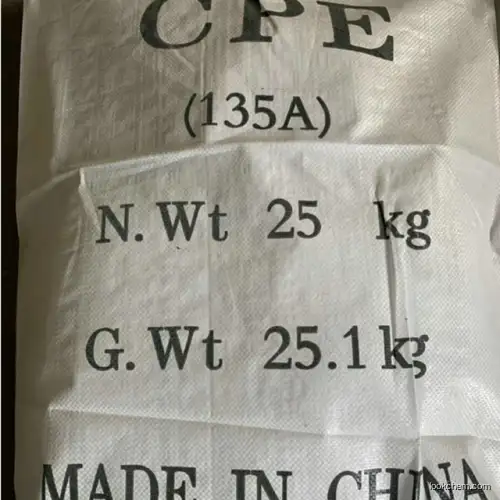 CPE
(135A)
N. Wt 25 kg
G. Wt 25.1 kg
MADE IN CHINA
lookchem.com